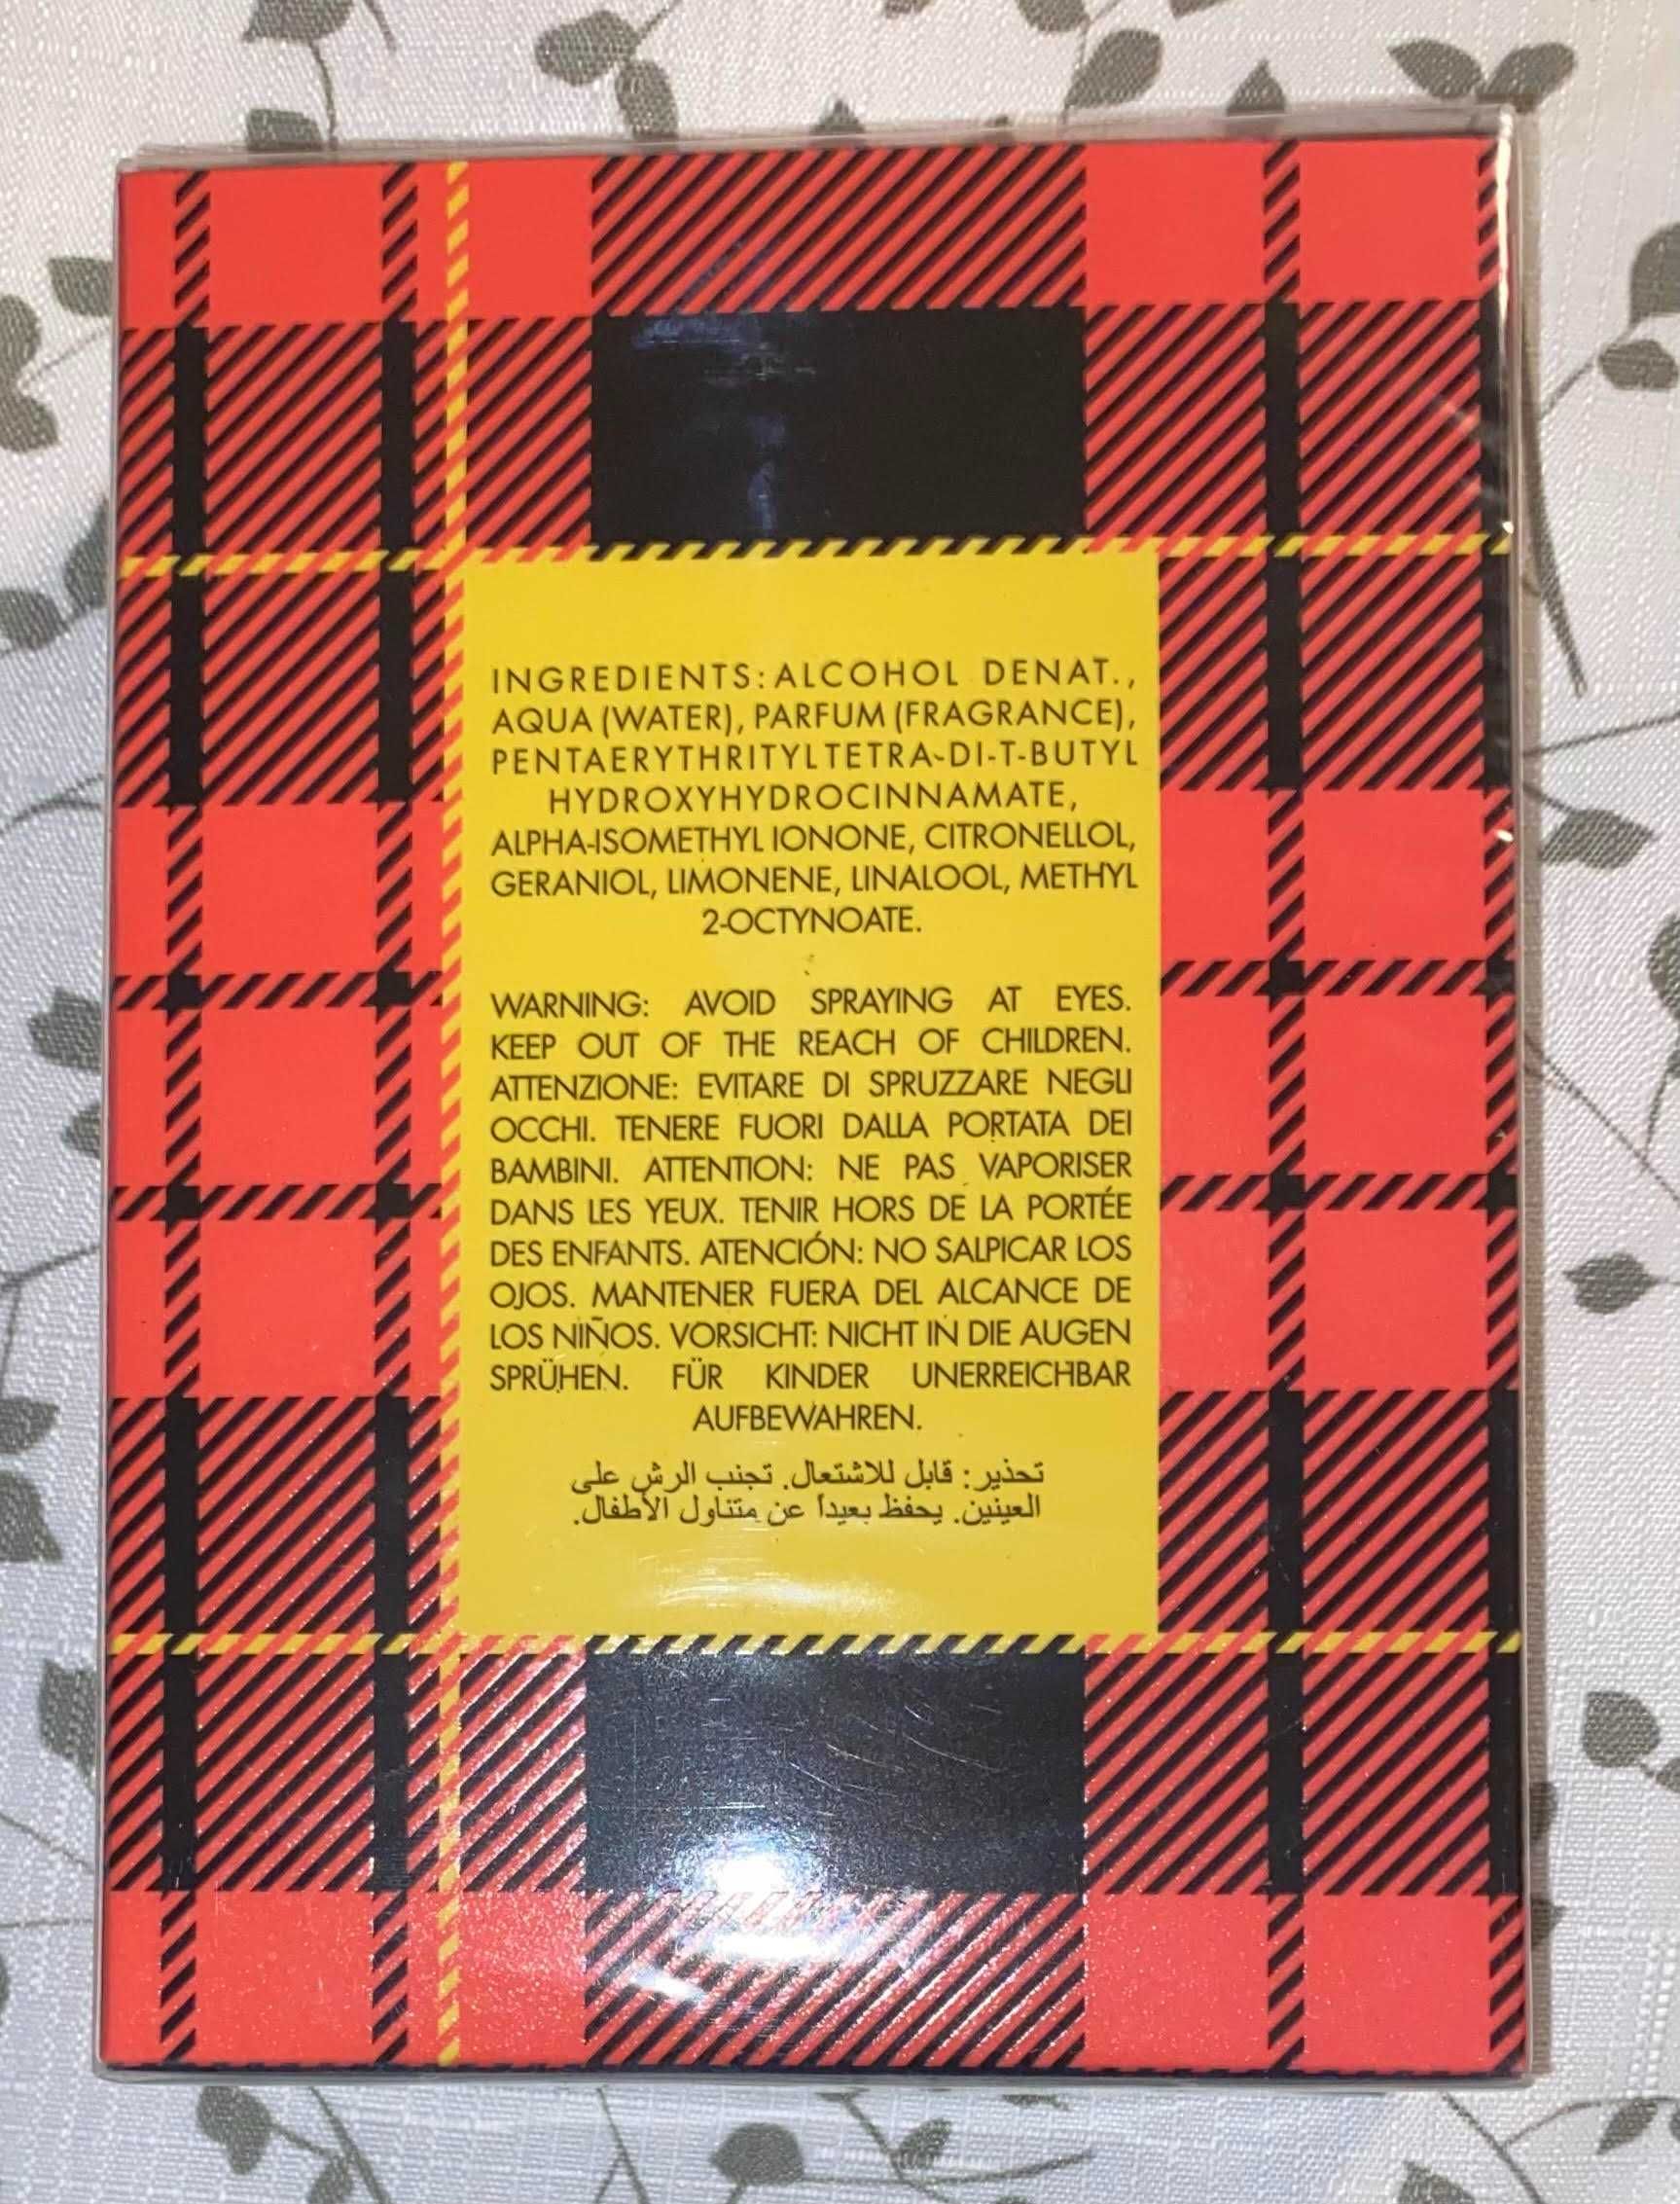 INGREDIENTS: ALCOHOL DENAT.,
AQUA (WATER), PARFUM (FRAGRANCE),
PENTAERYTHRITYL TETRA-DI-T-BUTYL
HYDROXYHYDROCINNAMATE,
ALPHA-ISOMETHYL IONONE, CITRONELLOL,
GERANIOL, LIMONENE, LINALOOL, METHYL
2-OCTYNOATE.
WARNING: AVOID SPRAYING AT EYES.
KEEP OUT OF THE REACH OF CHILDREN.
ATTENZIONE: EVITARE DI SPRUZZARE NEGLI
OCCHI. TENERE FUORI DALLA PORTATA DEI
BAMBINI. ATTENTION: NE PAS VAPORISER
DANS LES YEUX. TENIR HORS DE LA PORTÉE
DES ENFANTS. ATENCIÓN: NO SALPICAR LOS
OJOS. MANTENER FUERA DEL ALCANCE DE
LOS NIÑOS. VORSICHT: NICHT IN DIE AUGEN
SPRÜHEN. FÜR KINDER UNERREICHBAR
AUFBEWAHREN.
تحذير: قابل للاشتعال. تجنب الرش على
العينين. يحفظ بعيداً عن متناول الأطفال.